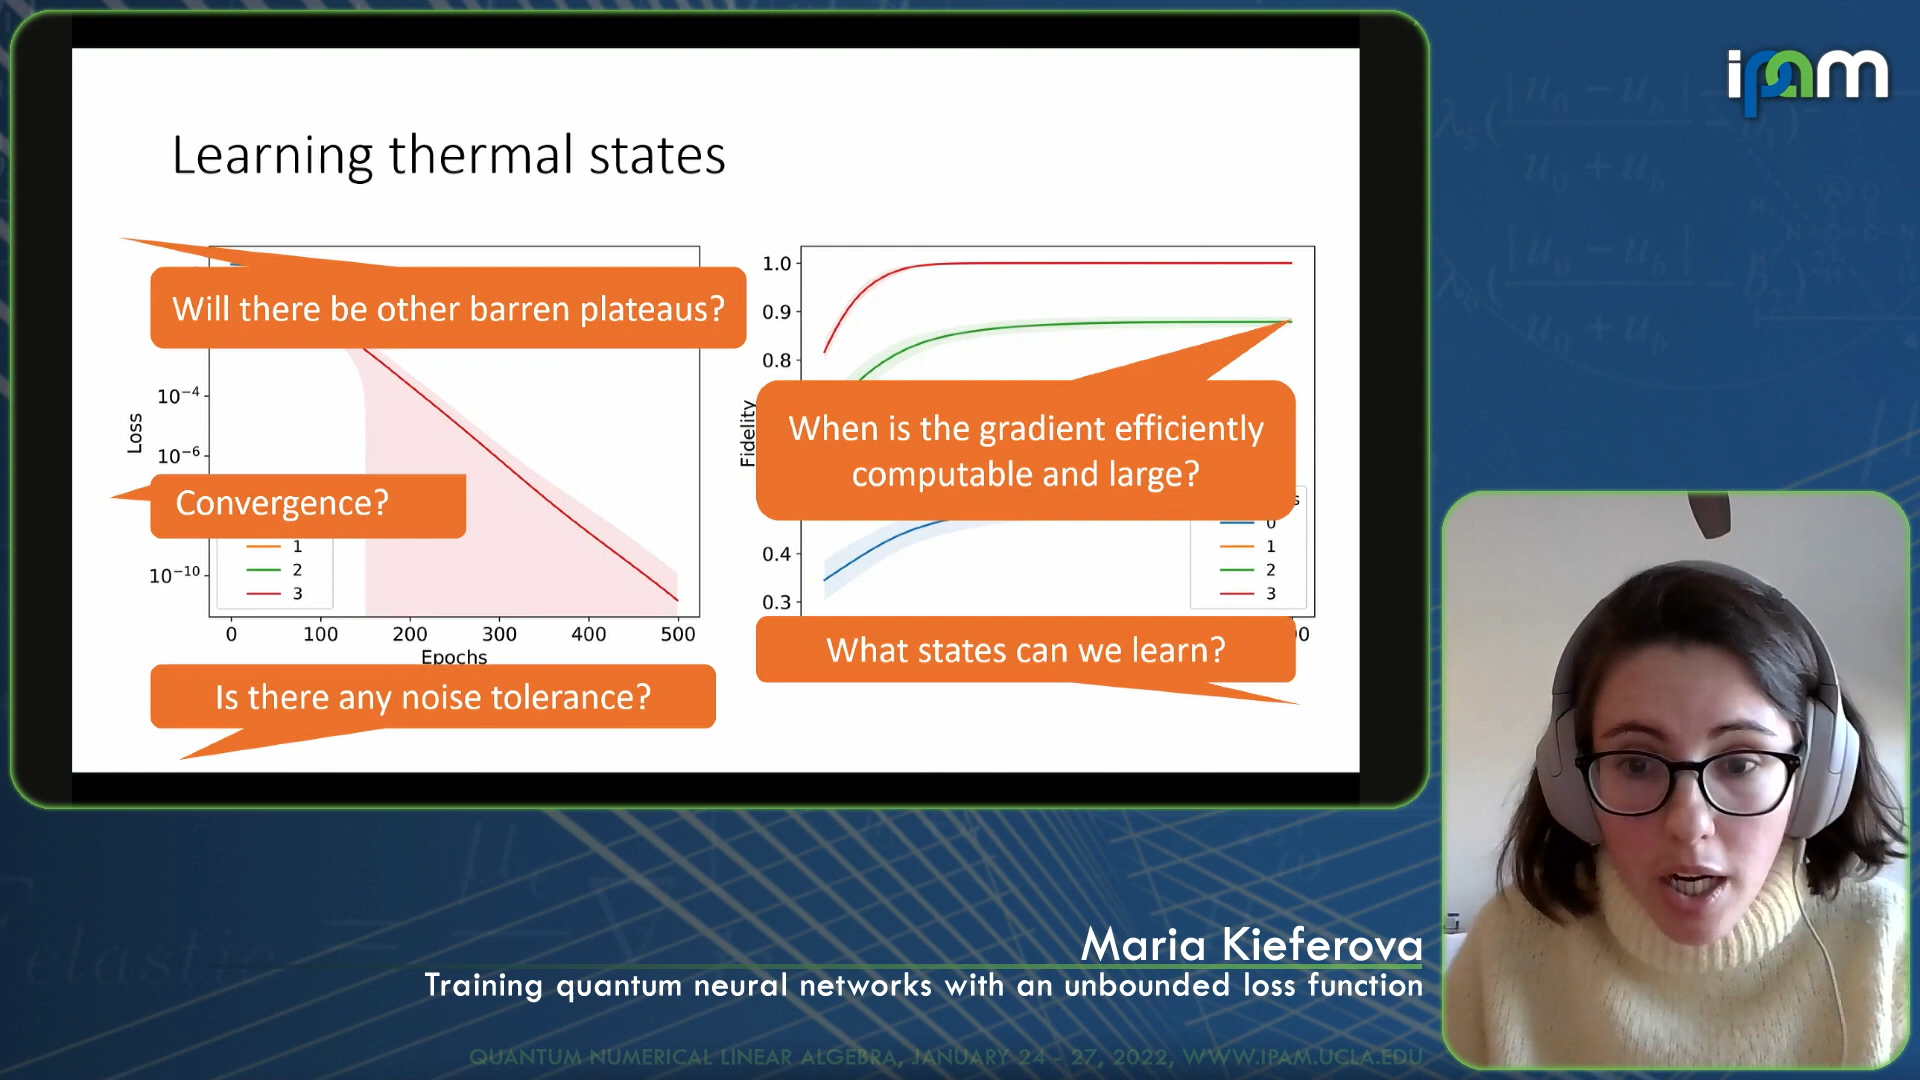 ipam
Learning thermal states
Will there be other barren plateaus?
10⁻⁴
10⁻⁶
10⁻¹⁰
Loss
Convergence?
1
2
3
0 100 200 300 400 500
Epochs
Is there any noise tolerance?
1.0
0.9
0.8
0.4
0.3
Fidelity
When is the gradient efficiently
computable and large?
s
0
1
2
3
00
What states can we learn?
Maria Kieferova
Training quantum neural networks with an unbounded loss function
QUANTUM NUMERICAL LINEAR ALGEBRA, JANUARY 24 - 27, 2022, WWW.IPAM.UCLA.EDU